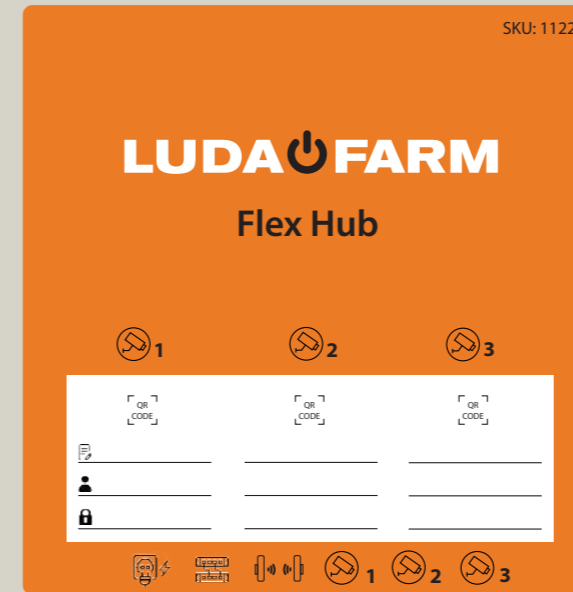 SKU: 1122
LUDA FARM
Flex Hub
1 2 3
QR CODE QR CODE QR CODE
1 2 3